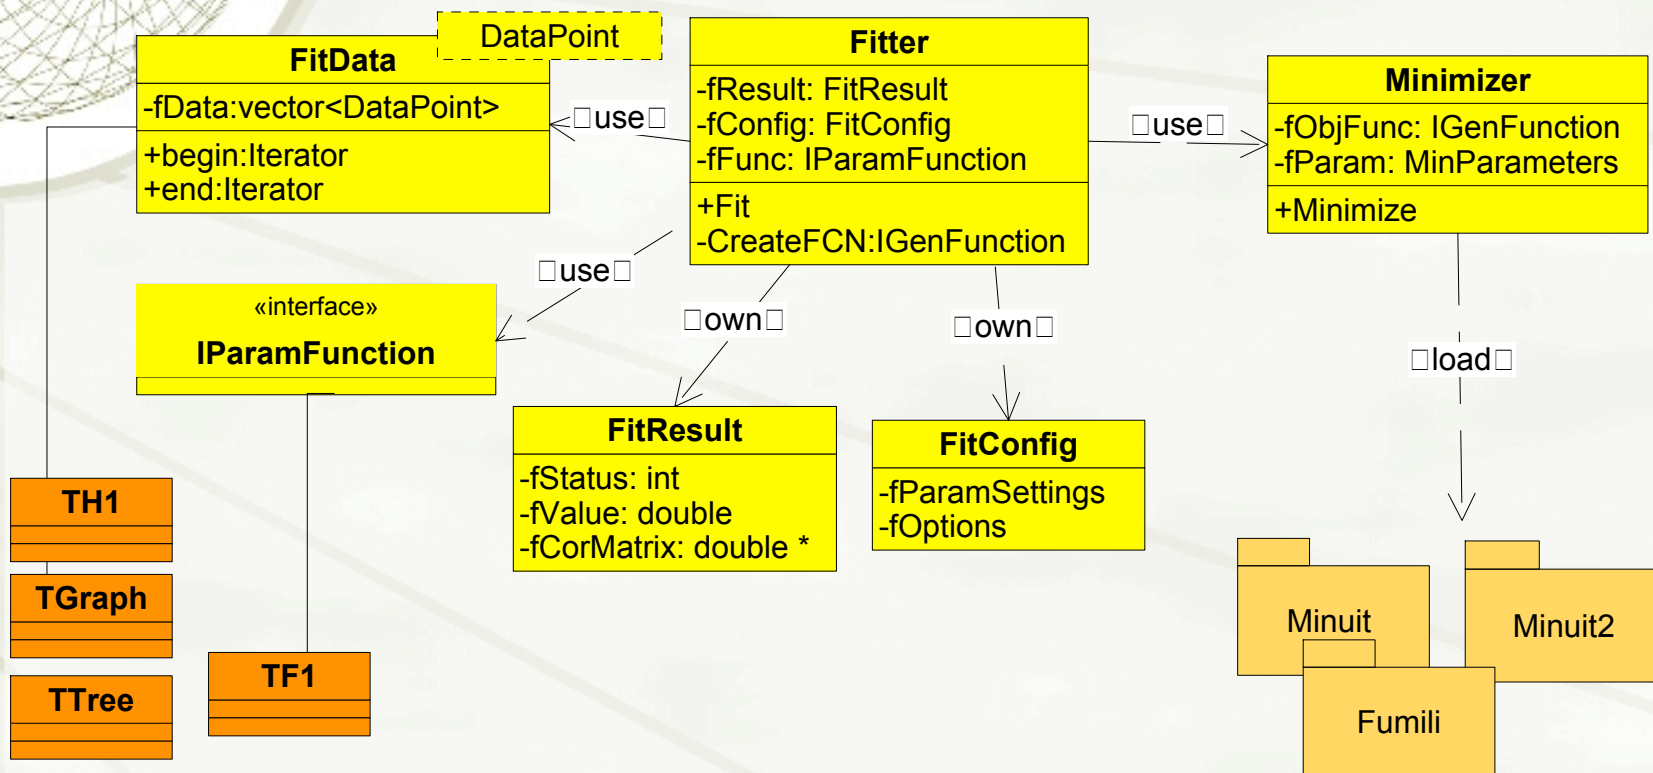 DataPoint
FitData
-fData:vector<DataPoint>
+begin:Iterator
+end:Iterator
□use□
Fitter
-fResult: FitResult
-fConfig: FitConfig
-fFunc: IParamFunction
+Fit
-CreateFCN:IGenFunction
□use□
Minimizer
-fObjFunc: IGenFunction
-fParam: MinParameters
+Minimize
□use□
«interface»
IParamFunction
□own□
□own□
□load□
FitResult
-fStatus: int
-fValue: double
-fCorMatrix: double *
FitConfig
-fParamSettings
-fOptions
TH1
TGraph
TTree
TF1
Minuit
Minuit2
Fumili